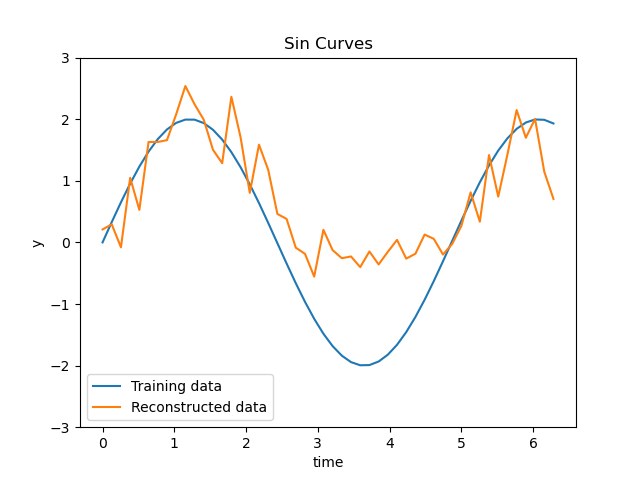 Sin Curves
3
2
1
0
−1
−2
−3
y
Training data
Reconstructed data
0 1 2 3 4 5 6
time